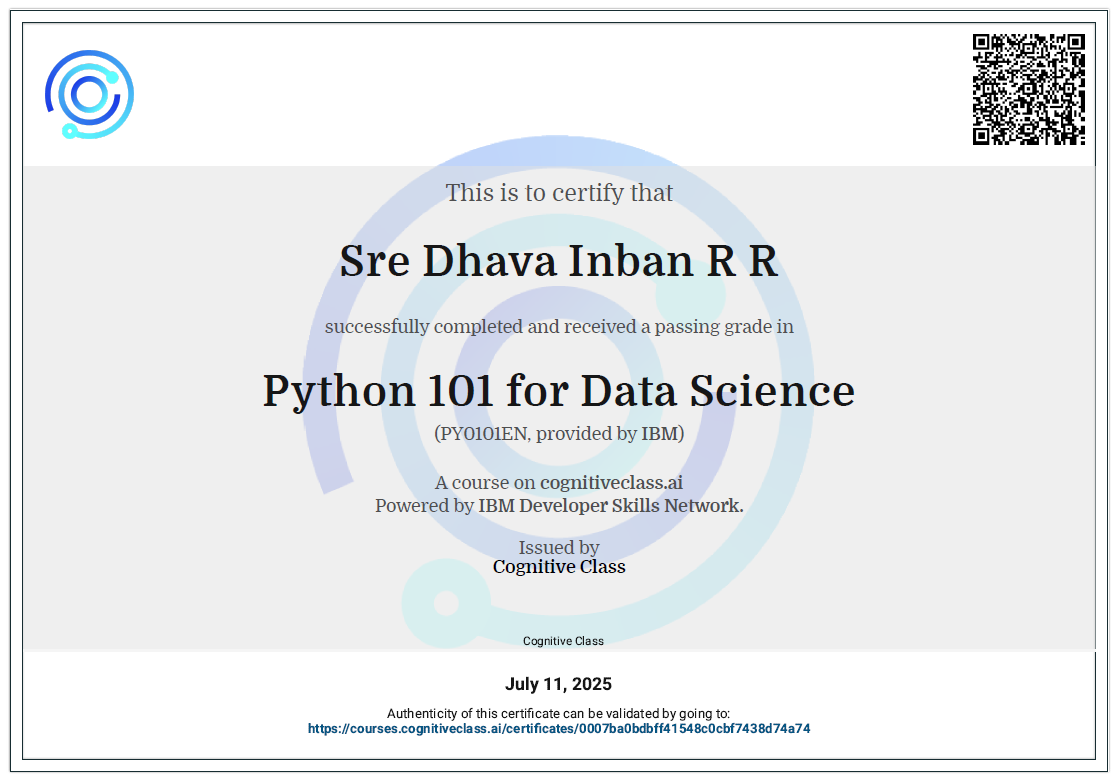 This is to certify that
Sre Dhava Inban R R
successfully completed and received a passing grade in
Python 101 for Data Science
(PY0101EN, provided by IBM)
A course on cognitiveclass.ai
Powered by IBM Developer Skills Network.
Issued by
Cognitive Class
Cognitive Class
July 11, 2025
Authenticity of this certificate can be validated by going to:
https://courses.cognitiveclass.ai/certificates/0007ba0bdbff41548c0cbf7438d74a74